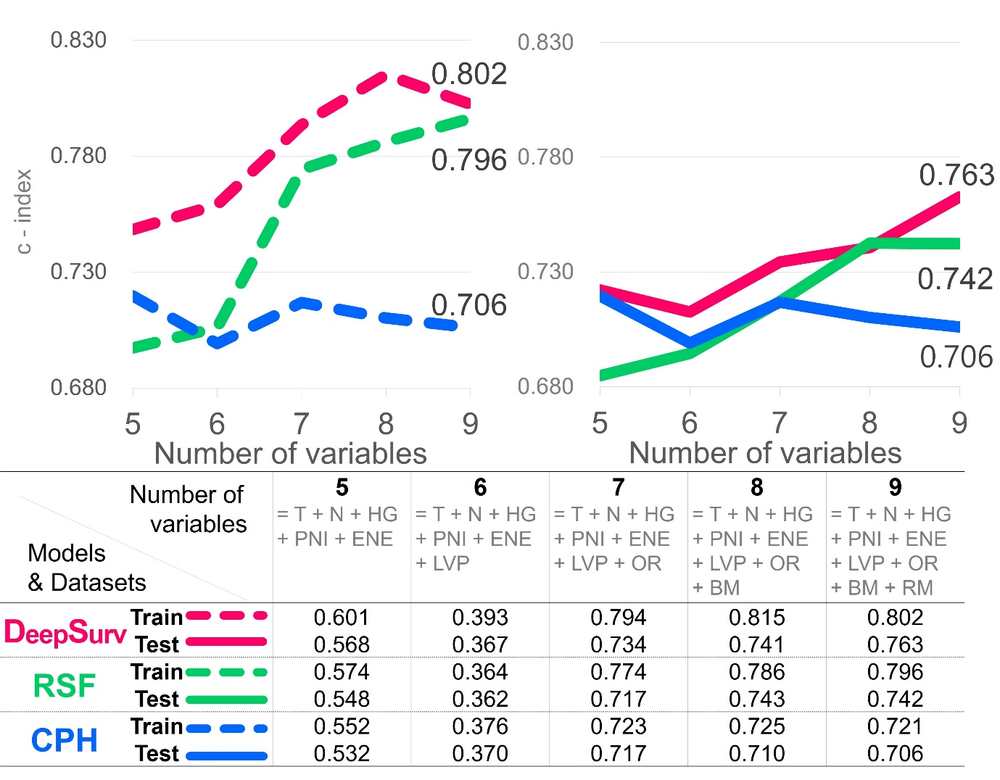 0.830
0.780
0.730
0.680
c - index
0.802
0.796
0.706
5 6 7 8 9
Number of variables
0.830
0.780
0.730
0.680
0.763
0.742
0.706
5 6 7 8 9
Number of variables
Number of
variables
Models
& Datasets
5
= T + N + HG
+ PNI + ENE
6
= T + N + HG
+ PNI + ENE
+ LVP
7
= T + N + HG
+ PNI + ENE
+ LVP + OR
8
= T + N + HG
+ PNI + ENE
+ LVP + OR
+ BM
9
= T + N + HG
+ PNI + ENE
+ LVP + OR
+ BM + RM
DeepSurv
Train 0.601 0.393 0.794 0.815 0.802
Test 0.568 0.367 0.734 0.741 0.763
RSF
Train 0.574 0.364 0.774 0.786 0.796
Test 0.548 0.362 0.717 0.743 0.742
CPH
Train 0.552 0.376 0.723 0.725 0.721
Test 0.532 0.370 0.717 0.710 0.706